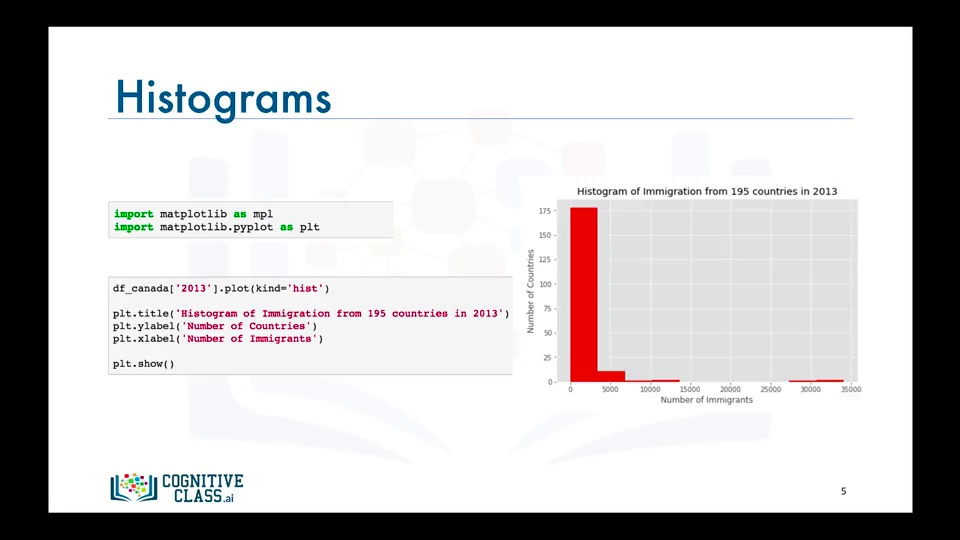 Histograms
import matplotlib as mpl
import matplotlib.pyplot as plt
df_canada['2013'].plot(kind='hist')
plt.title('Histogram of Immigration from 195 countries in 2013')
plt.ylabel('Number of Countries')
plt.xlabel('Number of Immigrants')
plt.show()
Histogram of Immigration from 195 countries in 2013
Number of Countries
175
150
125
100
75
50
25
0
0 5000 10000 15000 20000 25000 30000 35000
Number of Immigrants
COGNITIVE
CLASS.ai
5